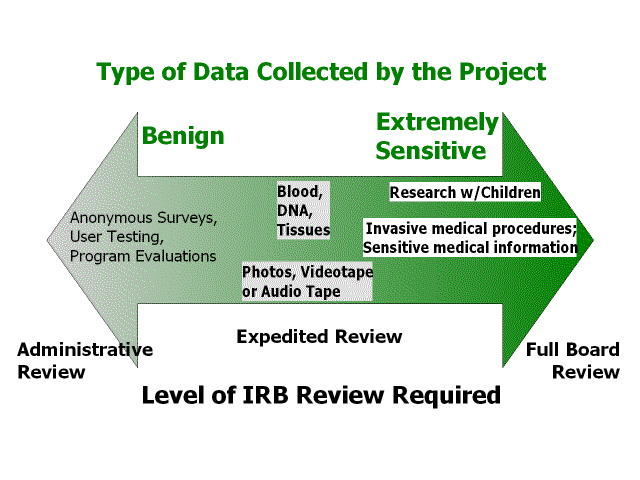 Type of Data Collected by the Project
Benign
Extremely
Sensitive
Anonymous Surveys,
User Testing,
Program Evaluations
Blood,
DNA,
Tissues
Photos, Videotape
or Audio Tape
Research w/Children
Invasive medical procedures;
Sensitive medical information
Administrative
Review
Expedited Review
Full Board
Review
Level of IRB Review Required